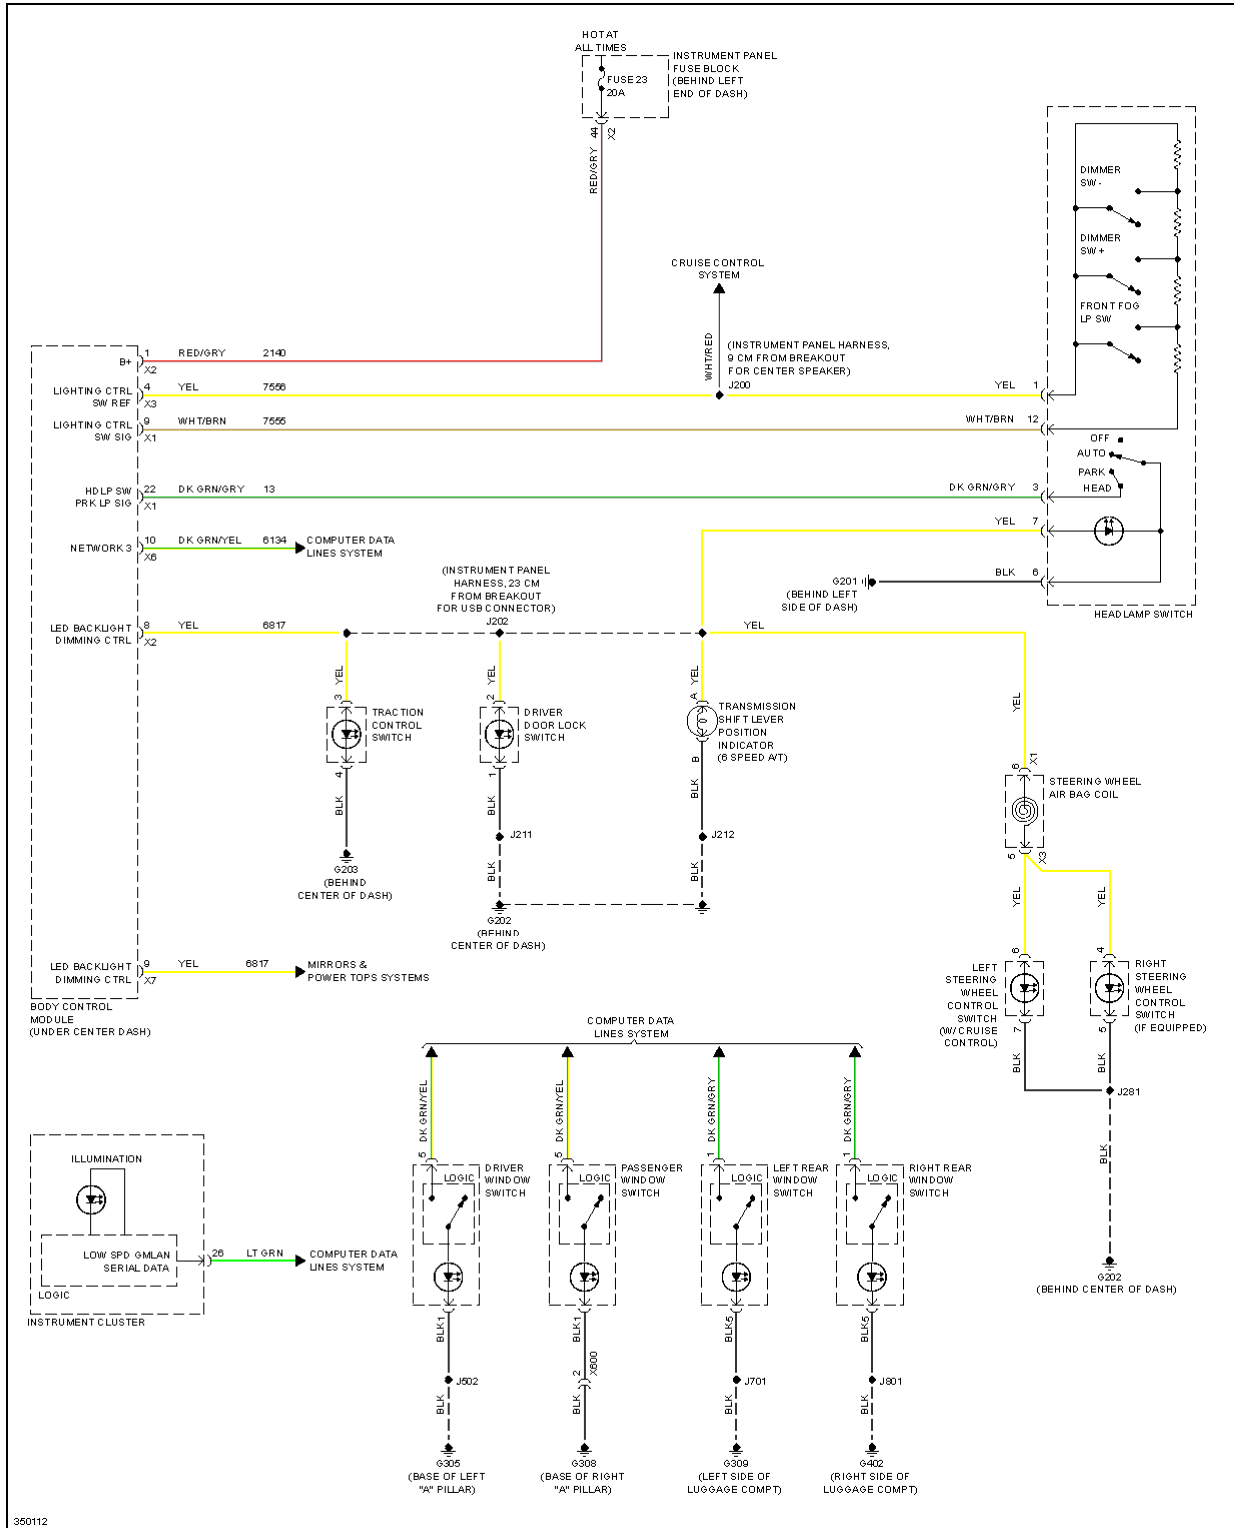 HOT AT
ALL TIMES
FUSE 23
20A
INSTRUMENT PANEL
FUSE BLOCK
(BEHIND LEFT
END OF DASH)
44
X2
RED/GRY
DIMMER
SW -
DIMMER
SW +
FRONT FOG
LP SW
CRUISE CONTROL
SYSTEM
WHT/RED
(INSTRUMENT PANEL HARNESS,
9 CM FROM BREAKOUT
FOR CENTER SPEAKER)
J200
B+
1
X2
RED/GRY 2140
LIGHTING CTRL
SW REF
4
X3
YEL 7556
YEL 1
LIGHTING CTRL
SW SIG
9
X1
WHT/BRN 7555
WHT/BRN 12
OFF
AUTO
PARK
HEAD
HDLP SW
PRK LP SIG
22
X1
DK GRN/GRY 13
DK GRN/GRY 3
YEL 7
NETWORK 3
10
X6
DK GRN/YEL 6134
COMPUTER DATA
LINES SYSTEM
BLK 6
G201
(BEHIND LEFT
SIDE OF DASH)
HEADLAMP SWITCH
(INSTRUMENT PANEL
HARNESS, 23 CM
FROM BREAKOUT
FOR USB CONNECTOR)
J202
LED BACKLIGHT
DIMMING CTRL
8
X2
YEL 6817
YEL
YEL
3
TRACTION
CONTROL
SWITCH
4
BLK
G203
(BEHIND
CENTER OF DASH)
YEL
2
DRIVER
DOOR LOCK
SWITCH
1
BLK
J211
BLK
G202
(BEHIND
CENTER OF DASH)
YEL
A
TRANSMISSION
SHIFT LEVER
POSITION
INDICATOR
(6 SPEED A/T)
B
BLK
J212
BLK
YEL
6
X1
STEERING WHEEL
AIR BAG COIL
5
X3
YEL
YEL
6
4
LEFT
STEERING
WHEEL
CONTROL
SWITCH
(W/ CRUISE
CONTROL)
RIGHT
STEERING
WHEEL
CONTROL
SWITCH
(IF EQUIPPED)
7
5
BLK
BLK
J281
BLK
G202
(BEHIND CENTER OF DASH)
LED BACKLIGHT
DIMMING CTRL
9
X7
YEL 6817
MIRRORS &
POWER TOPS SYSTEMS
BODY CONTROL
MODULE
(UNDER CENTER DASH)
COMPUTER DATA
LINES SYSTEM
DK GRN/YEL
DK GRN/YEL
DK GRN/GRY
DK GRN/GRY
5
5
1
1
DRIVER
WINDOW
SWITCH
LOGIC
PASSENGER
WINDOW
SWITCH
LOGIC
LEFT REAR
WINDOW
SWITCH
LOGIC
RIGHT REAR
WINDOW
SWITCH
LOGIC
BLK 1
BLK 1
BLK 5
BLK 5
J502
2
X600
J701
J801
BLK
BLK
BLK
BLK
G305
(BASE OF LEFT
"A" PILLAR)
G308
(BASE OF RIGHT
"A" PILLAR)
G309
(LEFT SIDE OF
LUGGAGE COMPT)
G402
(RIGHT SIDE OF
LUGGAGE COMPT)
ILLUMINATION
LOW SPD GMLAN
SERIAL DATA
LOGIC
26
LT GRN
COMPUTER DATA
LINES SYSTEM
INSTRUMENT CLUSTER
350112